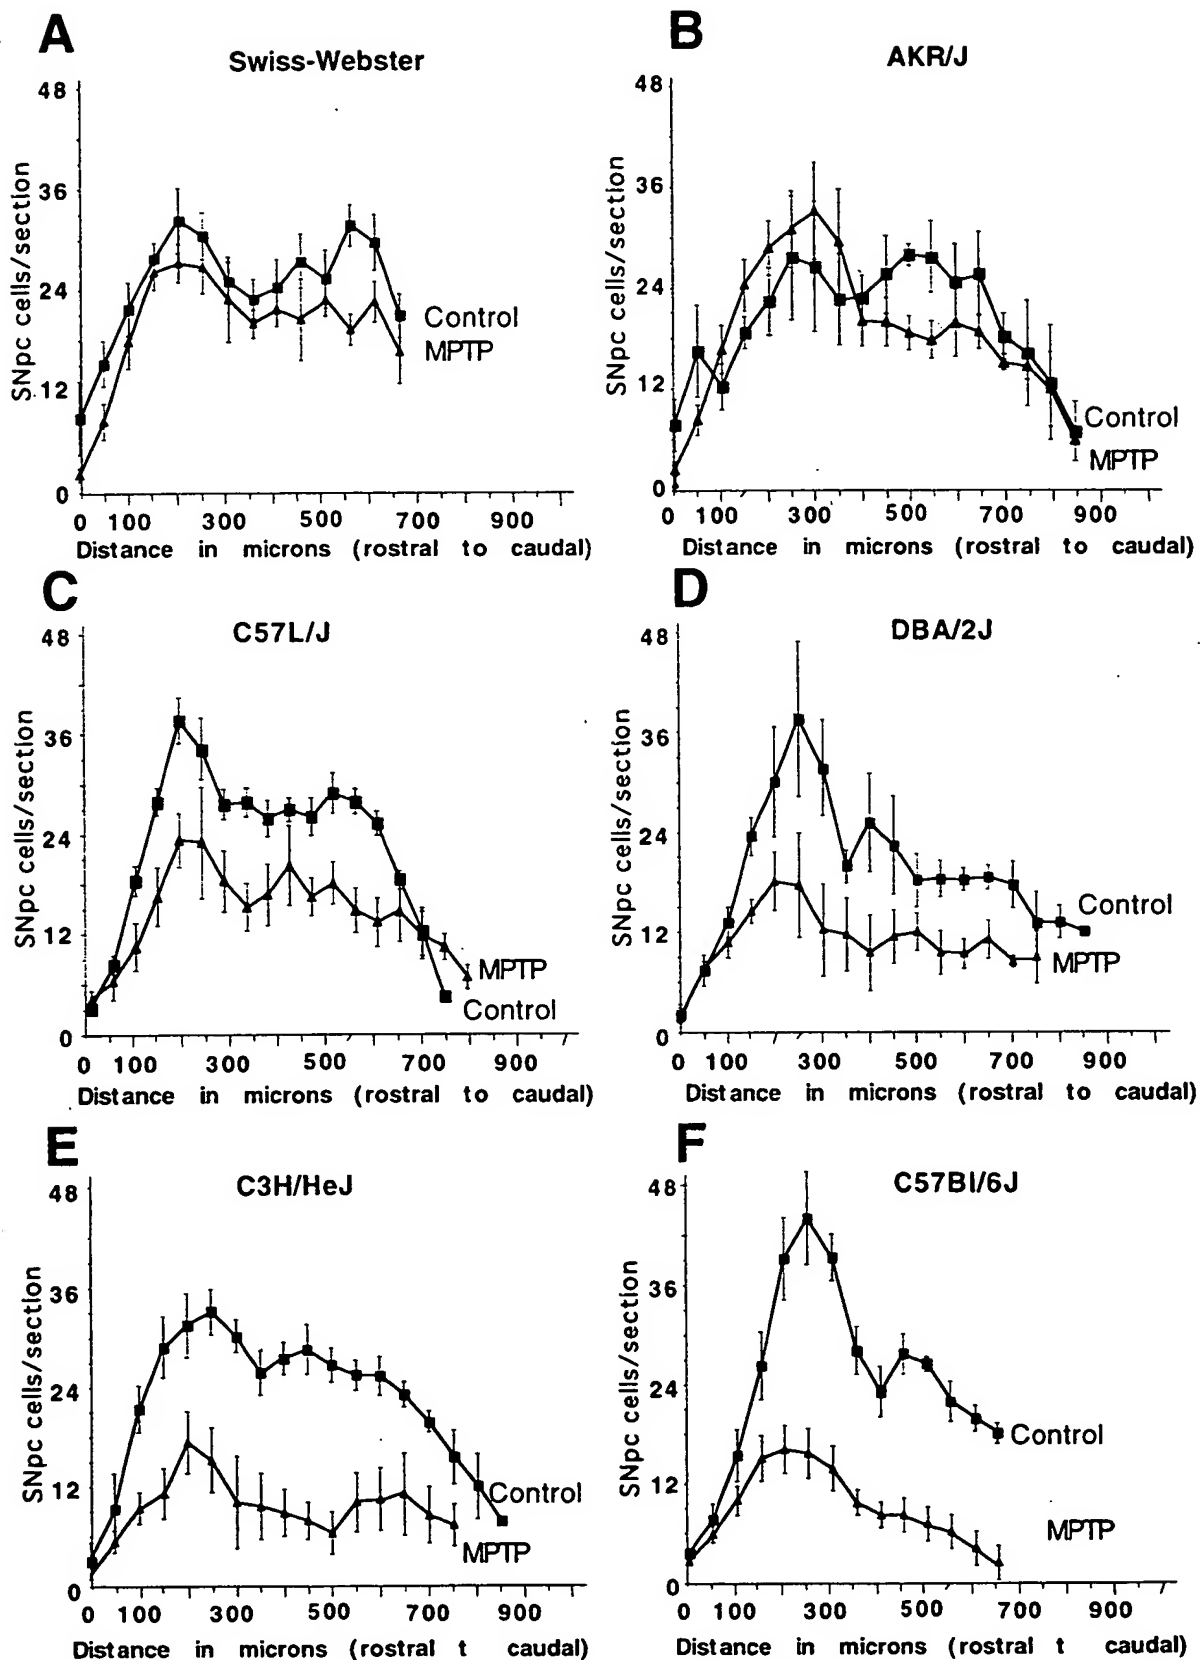 A
Swiss-Webster
48
36
24
12
0
SNpc cells/section
Control
MPTP
0 100 300 500 700 900
Distance in microns (rostral to caudal)
B
AKR/J
48
36
24
12
0
SNpc cells/section
Control
MPTP
0 100 300 500 700 900
Distance in microns (rostral to caudal)
C
C57L/J
48
36
24
12
0
SNpc cells/section
MPTP
Control
0 100 300 500 700 900
Distance in microns (rostral to caudal)
D
DBA/2J
48
36
24
12
0
SNpc cells/section
Control
MPTP
0 100 300 500 700 900
Distance in microns (rostral to caudal)
E
C3H/HeJ
48
36
24
12
0
SNpc cells/section
Control
MPTP
0 100 300 500 700 900
Distance in microns (rostral t caudal)
F
C57Bl/6J
48
36
24
12
0
SNpc cells/section
Control
MPTP
0 100 300 500 700 900
Distance in microns (rostral t caudal)